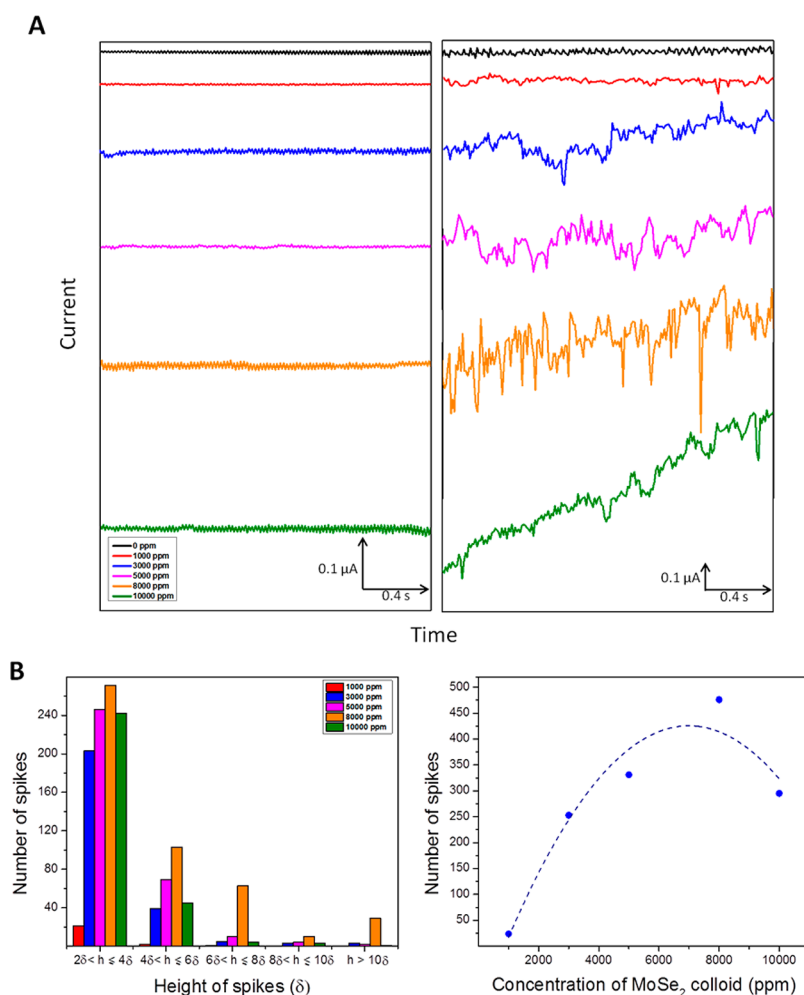 A
Current
0 ppm
1000 ppm
3000 ppm
5000 ppm
8000 ppm
10000 ppm
0.1 µA
0.4 s
0.1 µA
0.4 s
Time
B
Number of spikes
240
200
160
120
80
40
1000 ppm
3000 ppm
5000 ppm
8000 ppm
10000 ppm
2δ< h ≤ 4δ
4δ< h ≤ 6δ
6δ< h ≤ 8δ
8δ< h ≤ 10δ
h > 10δ
Height of spikes (δ)
Number of spikes
500
450
400
350
300
250
200
150
100
50
2000
4000
6000
8000
10000
Concentration of MoSe₂ colloid (ppm)